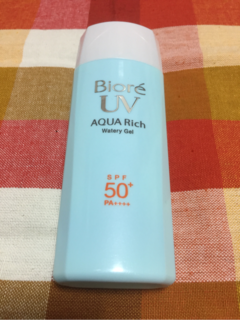 Bioré
UV
AQUA Rich
Watery Gel
SPF
50+
PA++++